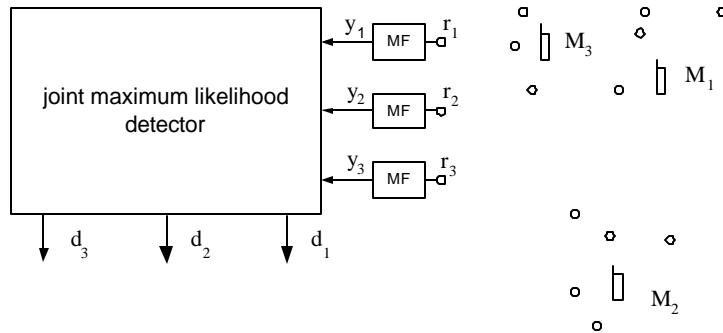 y1 MF r1
joint maximum likelihood
detector
y2 MF r2
y3 MF r3
d3 d2 d1
M3
M1
M2